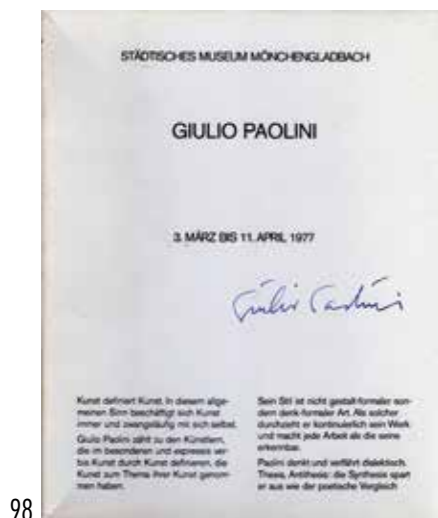 STÄDTISCHES MUSEUM MÖNCHENGLADBACH
GIULIO PAOLINI
3. MÄRZ BIS 11. APRIL 1977
Giulio Paolini
Kunst definiert Kunst. In diesem allge-
meinen Sinn beschäftigt sich Kunst
immer und zwangsläufig mit sich selbst.
Giulio Paolini zählt zu den Künstlern,
die im besonderen und expresses ver-
bis Kunst durch Kunst definieren, die
Kunst zum Thema ihrer Kunst genom-
men haben.
Sein Stil ist nicht gestalt-formaler son-
dern denk-formaler Art. Als solcher
durchzieht er kontinuierlich sein Werk
und macht jede Arbeit als die seine
erkennbar.
Paolini denkt und verfährt dialektisch.
Thesis, Antithesis: die Synthesis spart
er aus wie der poetische Vergleich
98